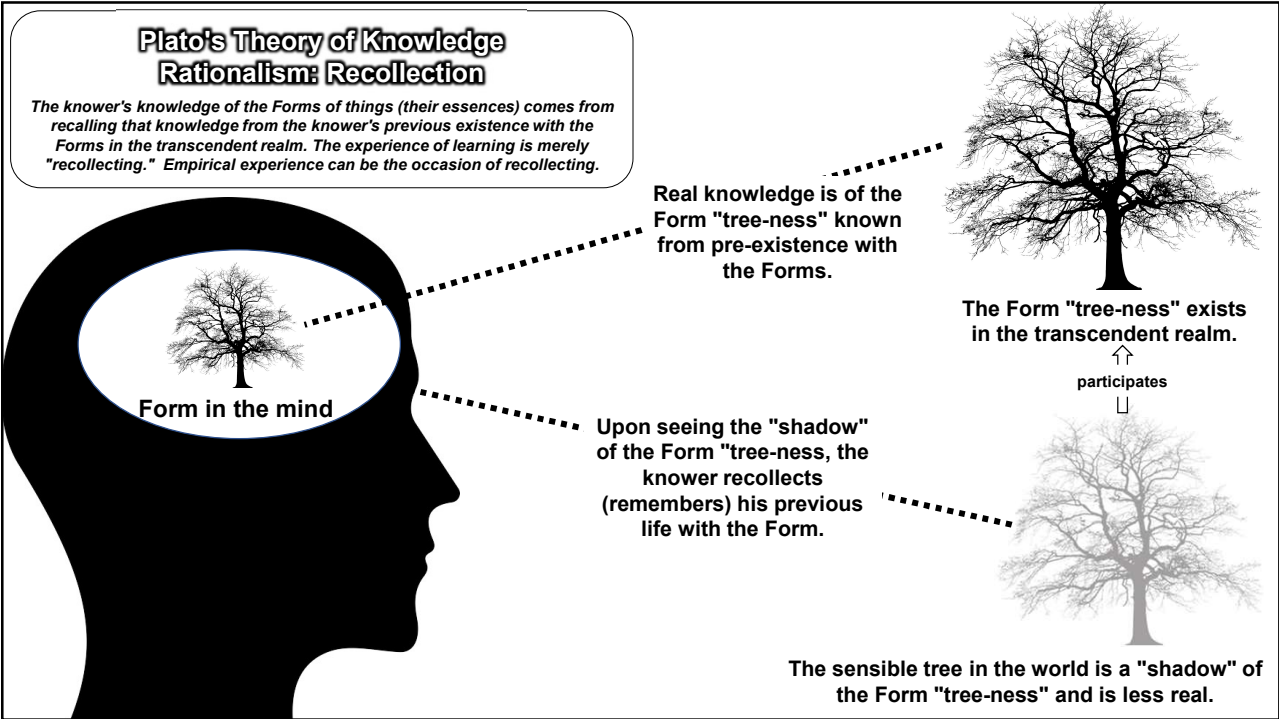 Plato's Theory of Knowledge
Rationalism: Recollection
The knower's knowledge of the Forms of things (their essences) comes from
recalling that knowledge from the knower's previous existence with the
Forms in the transcendent realm. The experience of learning is merely
"recollecting."  Empirical experience can be the occasion of recollecting.
Real knowledge is of the
Form "tree-ness" known
from pre-existence with
the Forms.
The Form "tree-ness" exists
in the transcendent realm.
participates
Form in the mind
Upon seeing the "shadow"
of the Form "tree-ness, the
knower recollects
(remembers) his previous
life with the Form.
The sensible tree in the world is a "shadow" of
the Form "tree-ness" and is less real.